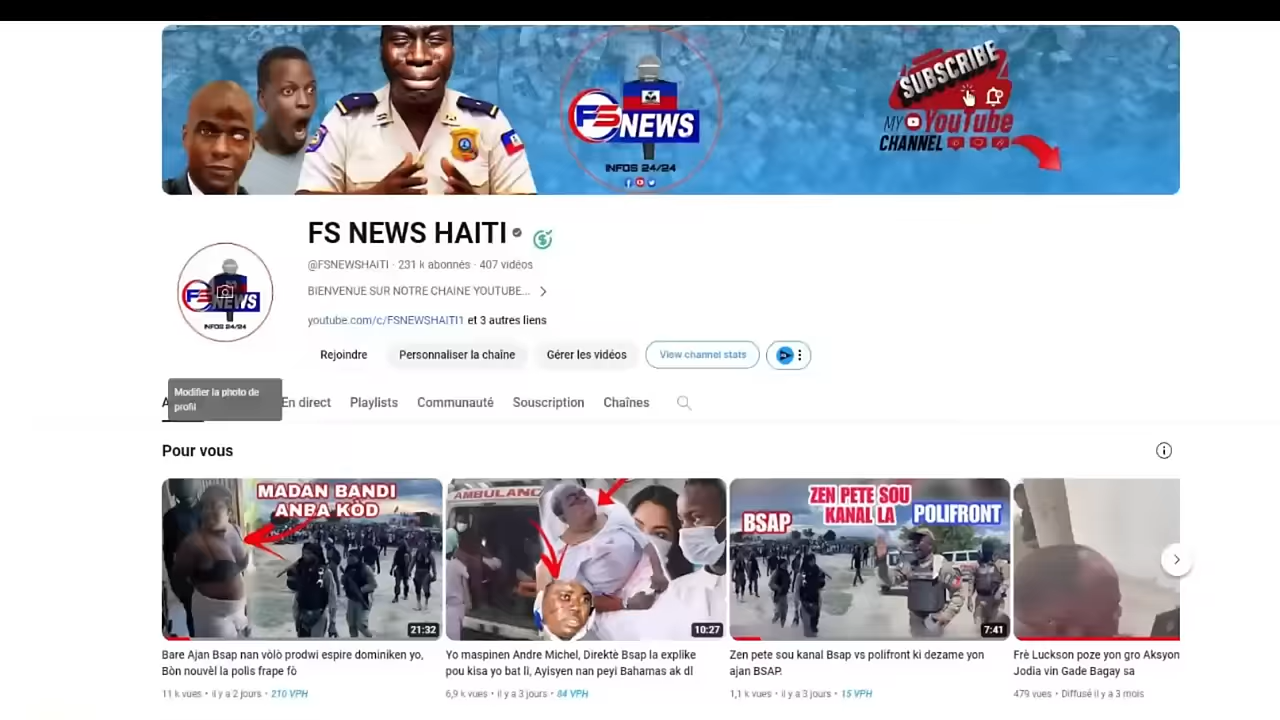 SUBSCRIBE
FS NEWS
MY YouTube
CHANNEL
INFOS 24/24
FS NEWS HAITI
@FSNEWSHAITI · 231 k abonnés · 407 vidéos
BIENVENUE SUR NOTRE CHAINE YOUTUBE...
FS NEWS
INFOS 24/24
youtube.com/c/FSNEWSHAITI1 et 3 autres liens
Rejoindre Personnaliser la chaîne Gérer les vidéos View channel stats
Modifier la photo de
profil
En direct Playlists Communauté Souscription Chaînes
Pour vous
MADAN BANDI
ANBA KÒD
21:32
AMBULANC
10:27
ZEN PETE SOU
KANAL LA
BSAP POLIFRONT
7:41
Bare Ajan Bsap nan vòlò prodwi espire dominiken yo,
Bòn nouvèl la polis frape fò
11 k vues • il y a 2 jours • 210 VPH
Yo maspinen Andre Michel, Direktè Bsap la eksplike
pou kisa yo bat li, Ayisyen nan peyi Bahamas ak dl
6,9 k vues • il y a 3 jours • 84 VPH
Zen pete sou kanal Bsap vs polifront ki dezame yon
ajan BSAP.
1,1 k vues • il y a 3 jours • 15 VPH
Frè Luckson poze yon gro Aksyon
Jodia vin Gade Bagay sa
479 vues • Diffusé il y a 3 mois